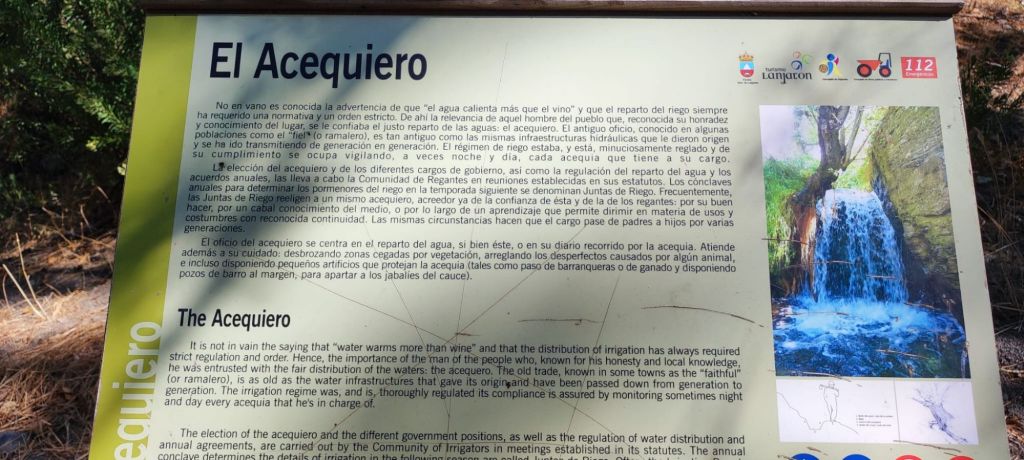 El Acequiero
No en vano es conocida la advertencia de que "el agua calienta más que el vino" y que el reparto del riego siempre
ha requerido una normativa y un orden estricto. De ahí la relevancia de aquel hombre del pueblo que, reconocida su honradez
y conocimiento del lugar, se le confiaba el justo reparto de las aguas: el acequiero. El antiguo oficio, conocido en algunas
poblaciones como el "fiel" (o ramalero), es tan antiguo como las mismas infraestructuras hidráulicas que le dieron origen
y se ha ido transmitiendo de generación en generación. El régimen de riego estaba, y está, minuciosamente reglado y de
su cumplimiento se ocupa vigilando, a veces noche y día, cada acequia que tiene a su cargo.
La elección del acequiero y de los diferentes cargos de gobierno, así como la regulación del reparto del agua y los
acuerdos anuales, las lleva a cabo la Comunidad de Regantes en reuniones establecidas en sus estatutos. Los cónclaves
anuales para determinar los pormenores del riego en la temporada siguiente se denominan Juntas de Riego. Frecuentemente,
las Juntas de Riego reeligen a un mismo acequiero, acreedor ya de la confianza de ésta y de la de los regantes: por su buen
hacer, por un cabal conocimiento del medio, o por lo largo de un aprendizaje que permite dirimir en materia de usos y
costumbres con reconocida continuidad. Las mismas circunstancias hacen que el cargo pase de padres a hijos por varias
generaciones.
El oficio del acequiero se centra en el reparto del agua, si bien éste, o en su diario recorrido por la acequia. Atiende
además a su cuidado: desbrozando zonas cegadas por vegetación, arreglando los desperfectos causados por algún animal,
e incluso disponiendo pequeños artificios que protejan la acequia (tales como paso de barranqueras o de ganado y disponiendo
pozos de barro al margen, para apartar a los jabalíes del cauce).
The Acequiero
It is not in vain the saying that "water warms more than wine" and that the distribution of irrigation has always required
strict regulation and order. Hence, the importance of the man of the people who, known for his honesty and local knowledge,
he was entrusted with the fair distribution of the waters: the acequero. The old trade, known in some towns as the "faithful"
(or ramalero), is as old as the water infrastructures that gave its origin and have been passed down from generation to
generation. The irrigation regime was, and is, thoroughly regulated its compliance is assured by monitoring sometimes night
and day every acequia that he's in charge of.
The election of the acequiero and the different government positions, as well as the regulation of water distribution and
annual agreements, are carried out by the Community of Irrigators in meetings established in its statutes. The annual
conclave determines the details of irrigation in the following season are called Juntas de Riego.
equiero
turismo
Lanjarón
112
Emergencias